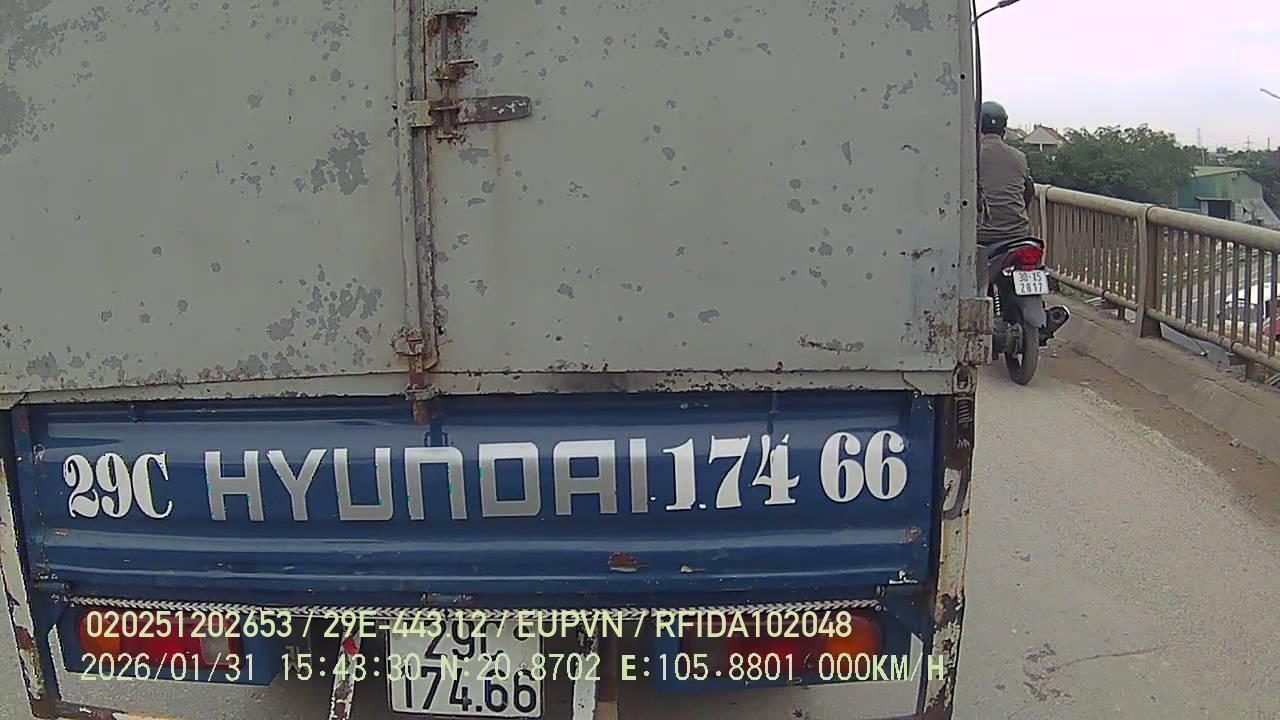 30-15
2817
29C HYUNDAI 174 66
020251202653 / 29E-443.12 / EUPVN / RFIDA102048
29C
174.66
2026/01/31 15:43:30 N:20.8702 E:105.8801 000KM/H